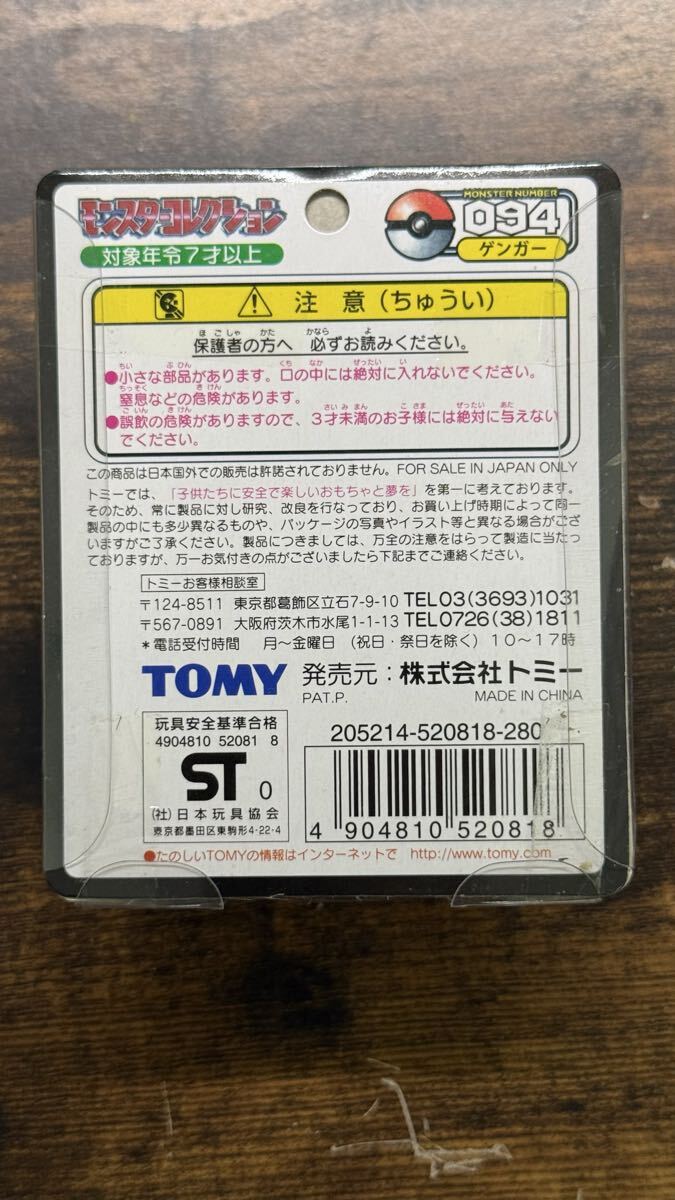 モンスターコレクション
対象年令7才以上
MONSTER NUMBER
094
ゲンガー
注意(ちゅうい)
保護者の方へ 必ずお読みください。
●小さな部品があります。口の中には絶対に入れないでください。
窒息などの危険があります。
●誤飲の危険がありますので、3才未満のお子様には絶対に与えない
でください。
この商品は日本国外での販売は許諾されておりません。FOR SALE IN JAPAN ONLY
トミーでは、「子供たちに安全で楽しいおもちゃと夢を」を第一に考えております。
そのため、常に製品に対し研究、改良を行なっており、お買い上げ時期によって同一
製品の中にも多少異なるものや、パッケージの写真やイラスト等と異なる場合がござ
いますがご了承ください。製品につきましては、万全の注意をはらって製造に当たっ
ておりますが、万一お気付きの点がございましたら下記までご連絡ください。
トミーお客様相談室
〒124-8511 東京都葛飾区立石7-9-10 TEL03(3693)1031
〒567-0891 大阪府茨木市水尾1-1-13 TEL0726(38)1811
*電話受付時間 月~金曜日 (祝日・祭日を除く) 10~17時
TOMY 発売元:株式会社トミー
PAT.P. MADE IN CHINA
玩具安全基準合格
4904810 52081 8
ST 0
(社)日本玩具協会
東京都墨田区東駒形4-22-4
205214-520818-280
4 904810 520818
●たのしいTOMYの情報はインターネットで http://www.tomy.com